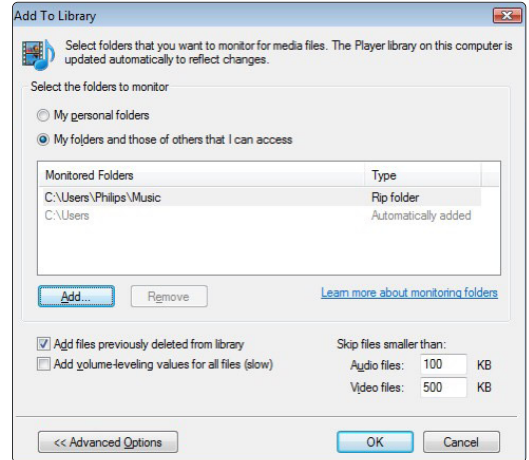 Add To Library
Select folders that you want to monitor for media files. The Player library on this computer is
updated automatically to reflect changes.
Select the folders to monitor
My personal folders
My folders and those of others that I can access
Monitored Folders Type
C:\Users\Philips\Music Rip folder
C:\Users Automatically added
Add... Remove Learn more about monitoring folders
Add files previously deleted from library Skip files smaller than:
Add volume-leveling values for all files (slow) Audio files: 100 KB
Video files: 500 KB
<< Advanced Options OK Cancel